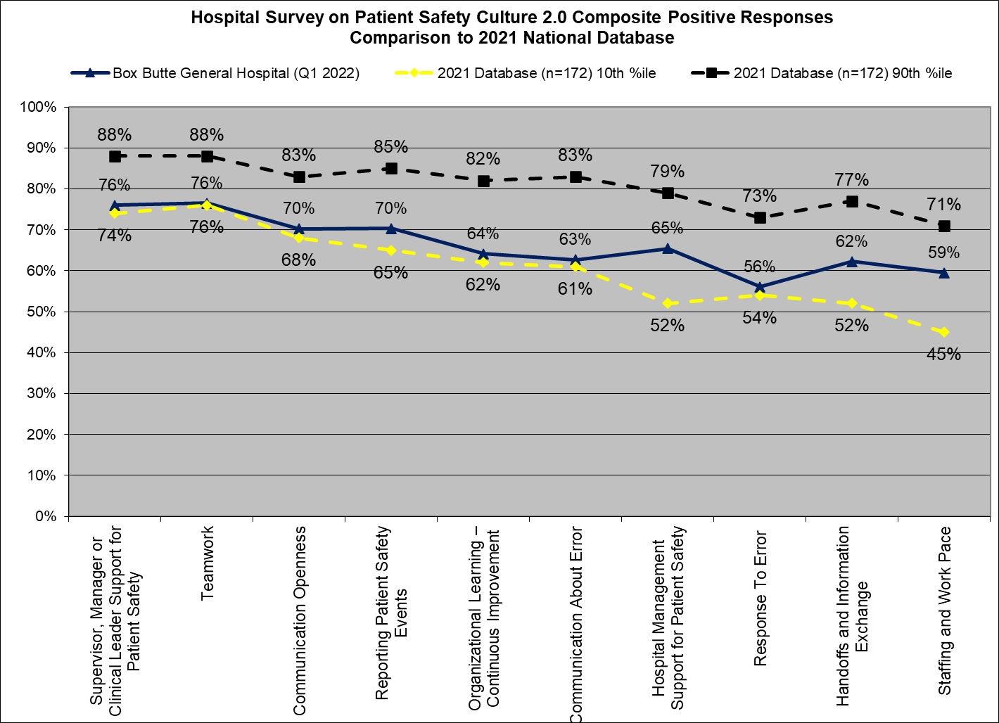 Hospital Survey on Patient Safety Culture 2.0 Composite Positive Responses
Comparison to 2021 National Database
Box Butte General Hospital (Q1 2022)
2021 Database (n=172) 10th %ile
2021 Database (n=172) 90th %ile
100%
90%
80%
70%
60%
50%
40%
30%
20%
10%
0%
88%
88%
83%
85%
82%
83%
79%
73%
77%
71%
76%
76%
70%
70%
64%
63%
65%
56%
62%
59%
74%
76%
68%
65%
62%
61%
52%
54%
52%
45%
Supervisor, Manager or
Clinical Leader Support for
Patient Safety
Teamwork
Communication Openness
Reporting Patient Safety
Events
Organizational Learning –
Continuous Improvement
Communication About Error
Hospital Management
Support for Patient Safety
Response To Error
Handoffs and Information
Exchange
Staffing and Work Pace